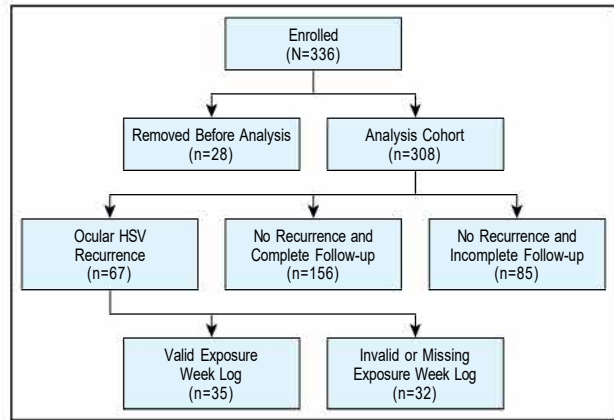 Enrolled
(N=336)
Removed Before Analysis
(n=28)
Analysis Cohort
(n=308)
Ocular HSV
Recurrence
(n=67)
No Recurrence and
Complete Follow-up
(n=156)
No Recurrence and
Incomplete Follow-up
(n=85)
Valid Exposure
Week Log
(n=35)
Invalid or Missing
Exposure Week Log
(n=32)